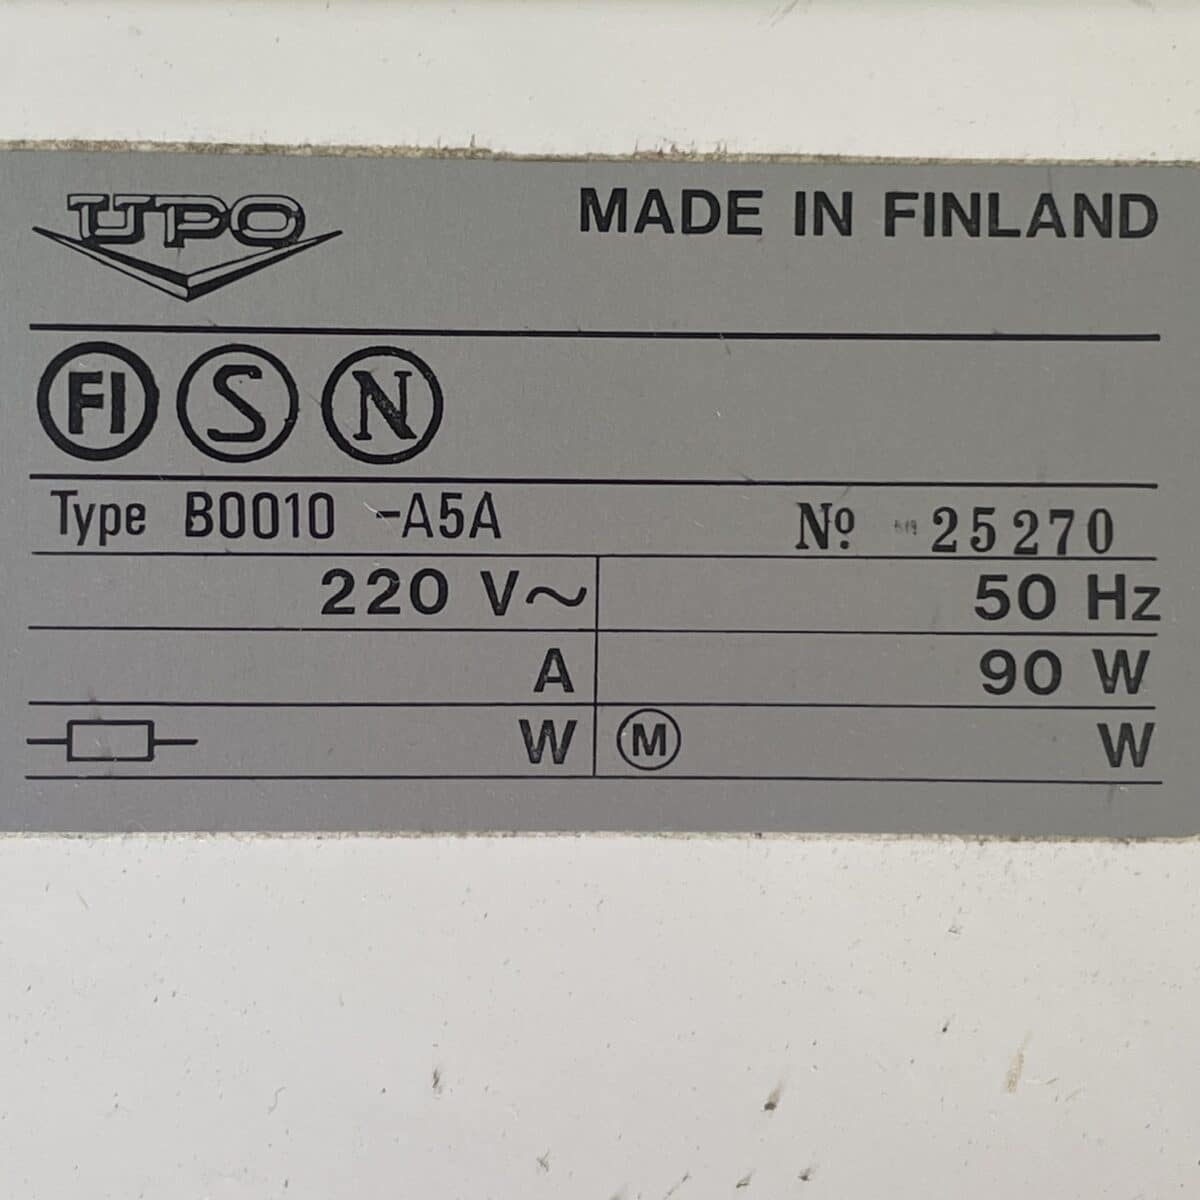 UPO
MADE IN FINLAND
FI S N
Type B0010 -A5A Nº 25270
220 V~ 50 Hz
A 90 W
W M W